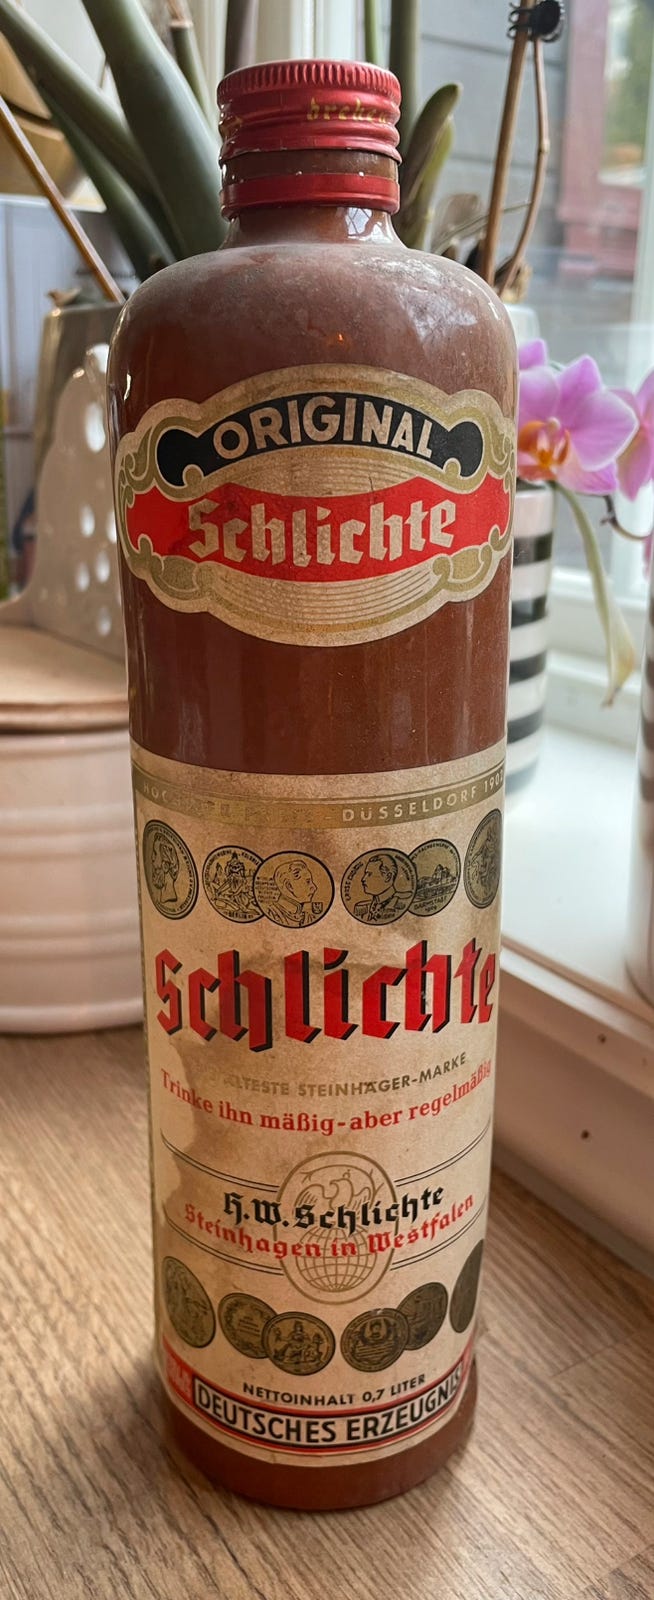 ORIGINAL
Schlichte
DÜSSELDORF 1902
Schlichte
ÄLTESTE STEINHÄGER-MARKE
Trinke ihn mäßig-aber regelmäßig
H.W.Schlichte
Steinhagen in Westfalen
NETTOINHALT 0,7 LITER
DEUTSCHES ERZEUGNIS